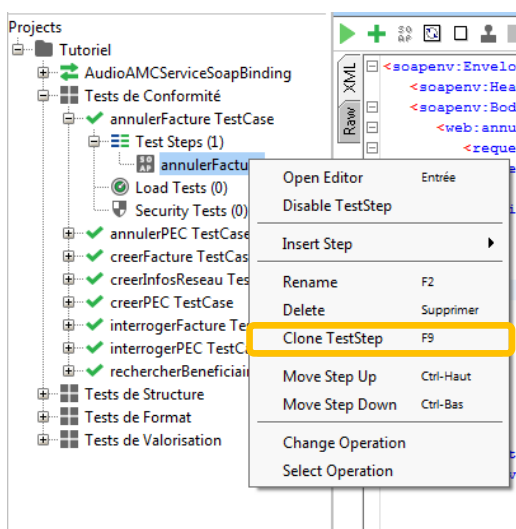 Projects
Tutoriel
AudioAMCServiceSoapBinding
Tests de Conformité
annulerFacture TestCase
Test Steps (1)
annulerFactu
Load Tests (0)
Security Tests (0)
annulerPEC TestCase
creerFacture TestCas
creerInfosReseau Tes
creerPEC TestCase
interrogerFacture Te
interrogerPEC TestC
rechercherBeneficiair
Tests de Structure
Tests de Format
Tests de Valorisation
Open Editor Entrée
Disable TestStep
Insert Step
Rename F2
Delete Supprimer
Clone TestStep F9
Move Step Up Ctrl-Haut
Move Step Down Ctrl-Bas
Change Operation
Select Operation
SO AP
XML
Raw
<soapenv:Envelo
<soapenv:Hea
<soapenv:Bod
<web:annu
<reque